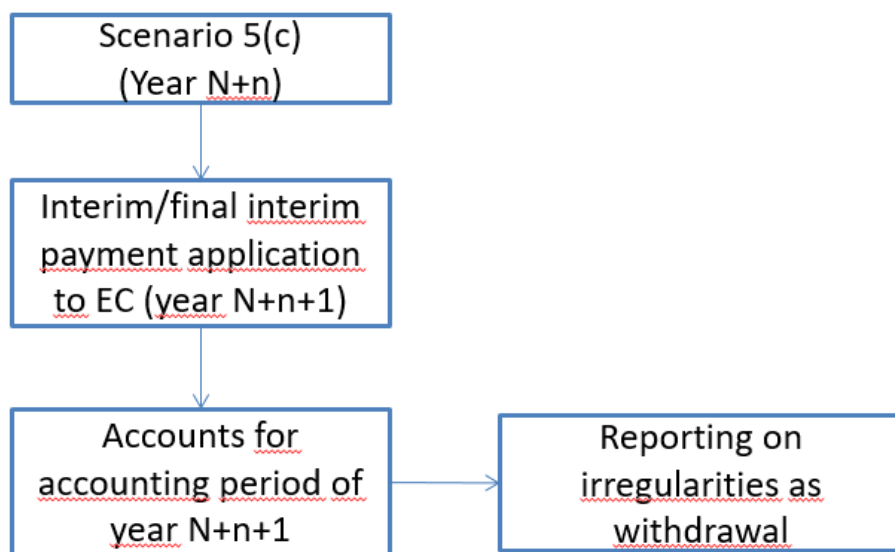 Scenario 5(c)
(Year N+n)
Interim/final interim
payment application
to EC (year N+n+1)
Accounts for
accounting period of
year N+n+1
Reporting on
irregularities as
withdrawal